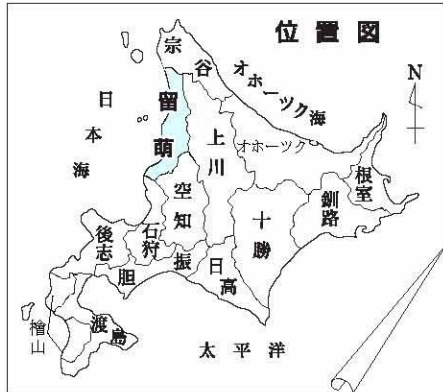 位置図
N
宗谷
オホーツク海
日本海
留萌
上川
オホーツク
空知
根室
釧路
十勝
石狩
後志
胆振
日高
檜山
渡島
太平洋